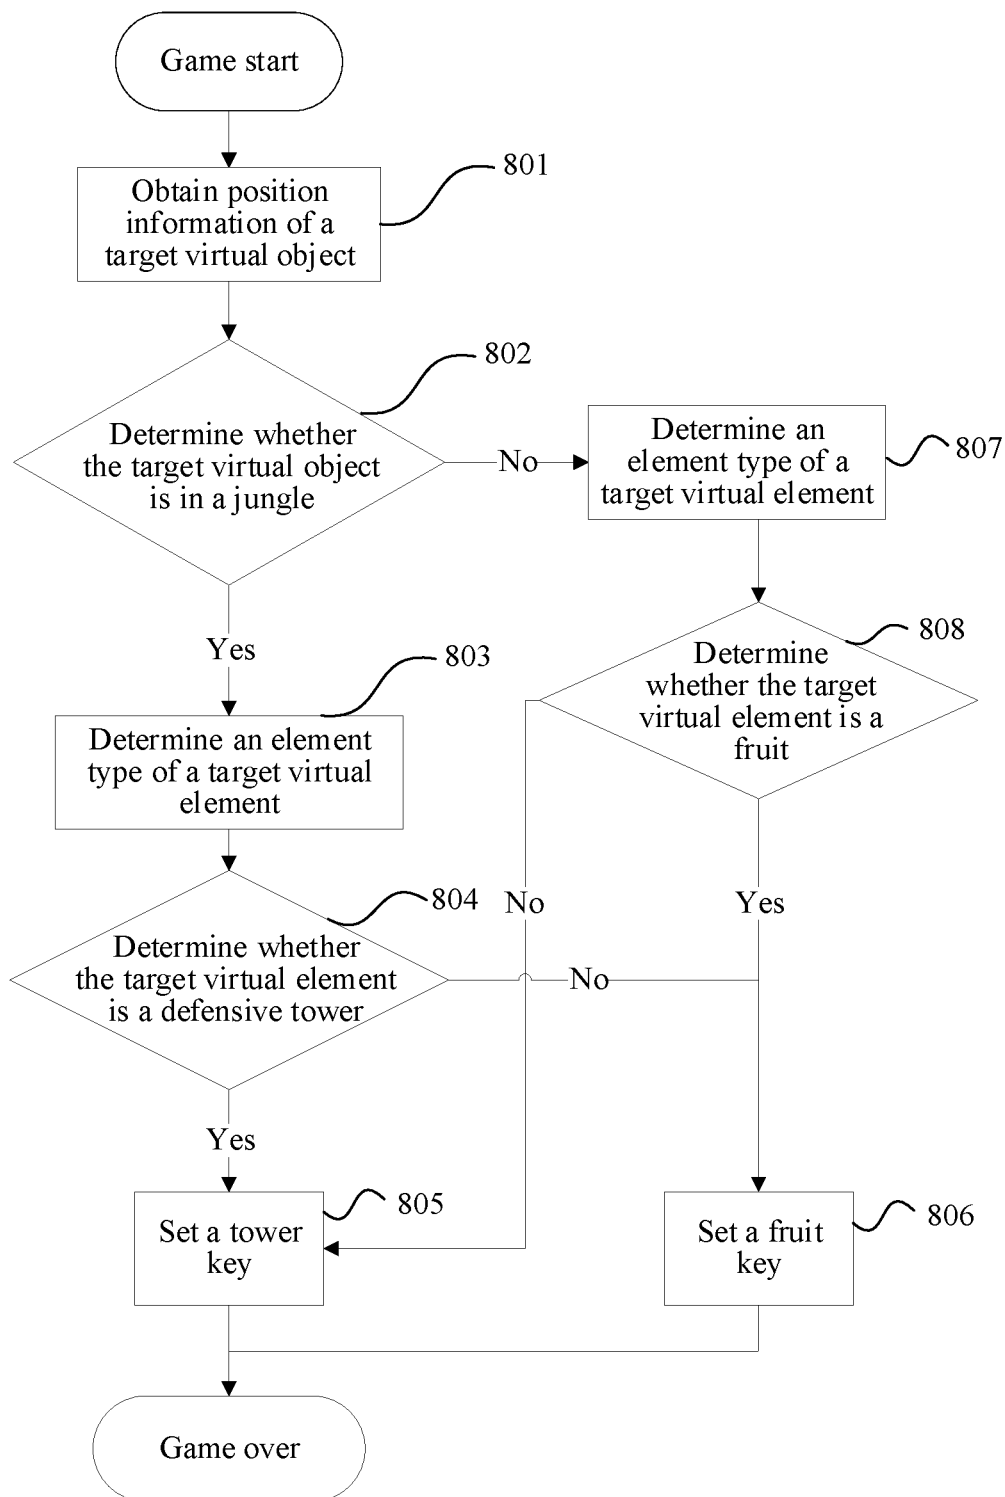 Game start
801
Obtain position
information of a
target virtual object
802
Determine whether
the target virtual object
is in a jungle
No
Determine an
element type of a
target virtual element
807
Yes
803
Determine an element
type of a target virtual
element
808
Determine
whether the target
virtual element is a
fruit
804
Determine whether
the target virtual element
is a defensive tower
No
Yes
No
Yes
805
Set a tower
key
806
Set a fruit
key
Game over